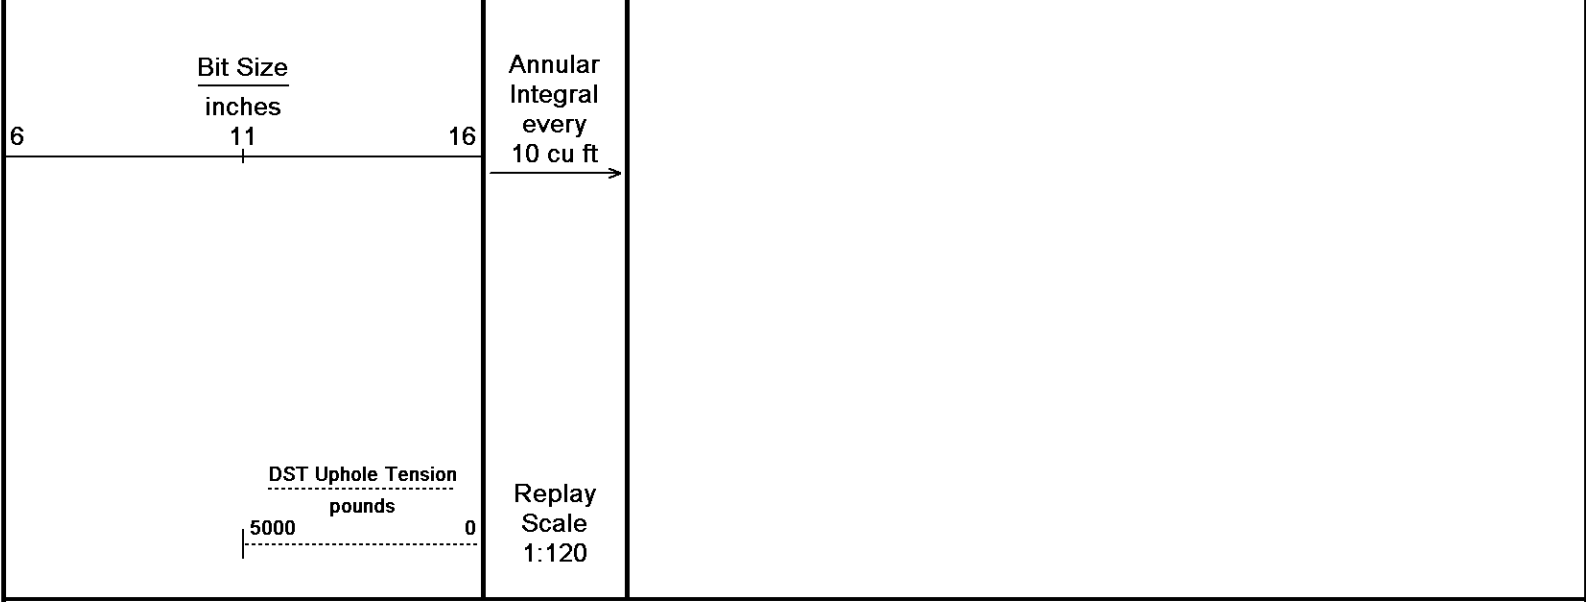 Bit Size
inches
6 11 16
Annular
Integral
every
10 cu ft
DST Uphole Tension
pounds
5000 0
Replay
Scale
1:120